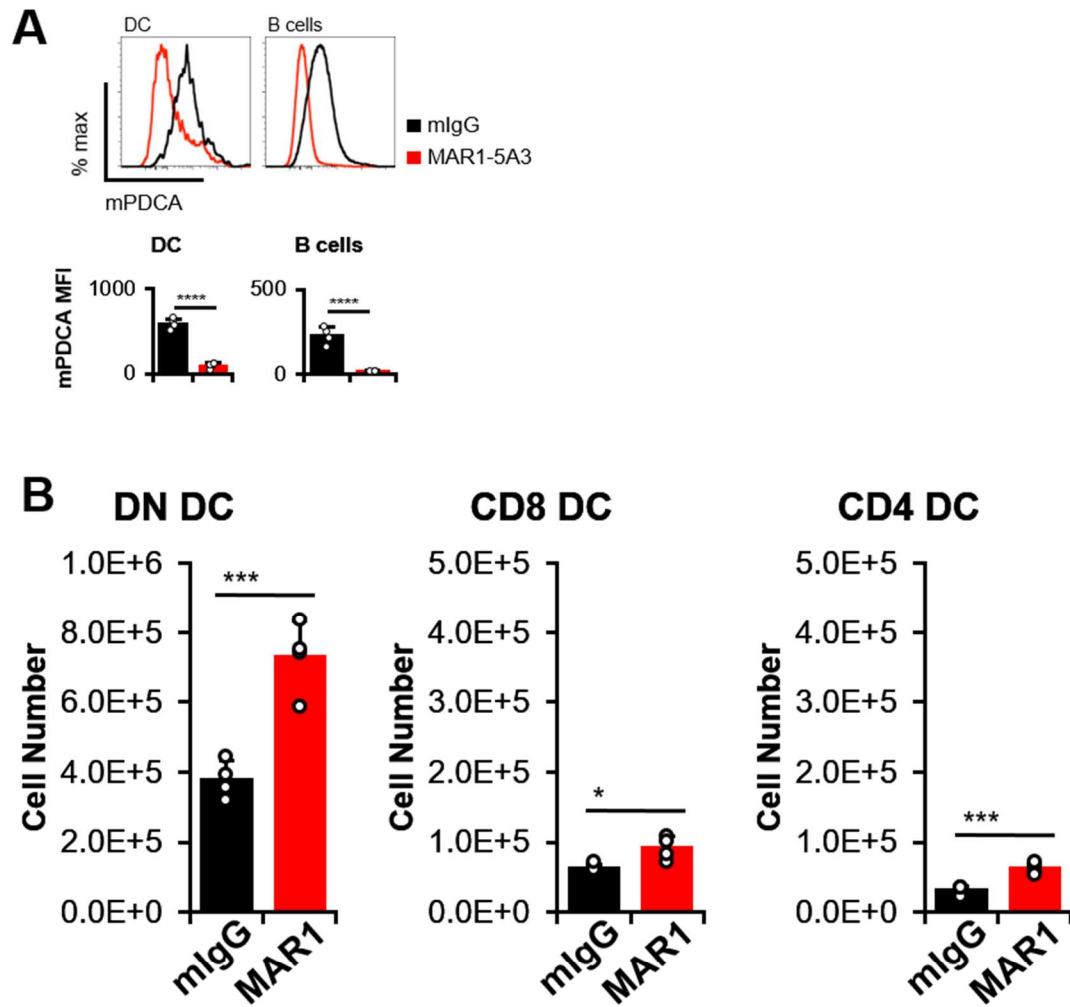 A
DC
B cells
% max
mPDCA
mIgG
MAR1-5A3
DC
B cells
mPDCA MFI
1000
0
****
500
0
****
B
DN DC
CD8 DC
CD4 DC
Cell Number
1.0E+6
8.0E+5
6.0E+5
4.0E+5
2.0E+5
0.0E+0
***
mIgG
MAR1
Cell Number
5.0E+5
4.0E+5
3.0E+5
2.0E+5
1.0E+5
0.0E+0
*
mIgG
MAR1
Cell Number
5.0E+5
4.0E+5
3.0E+5
2.0E+5
1.0E+5
0.0E+0
***
mIgG
MAR1